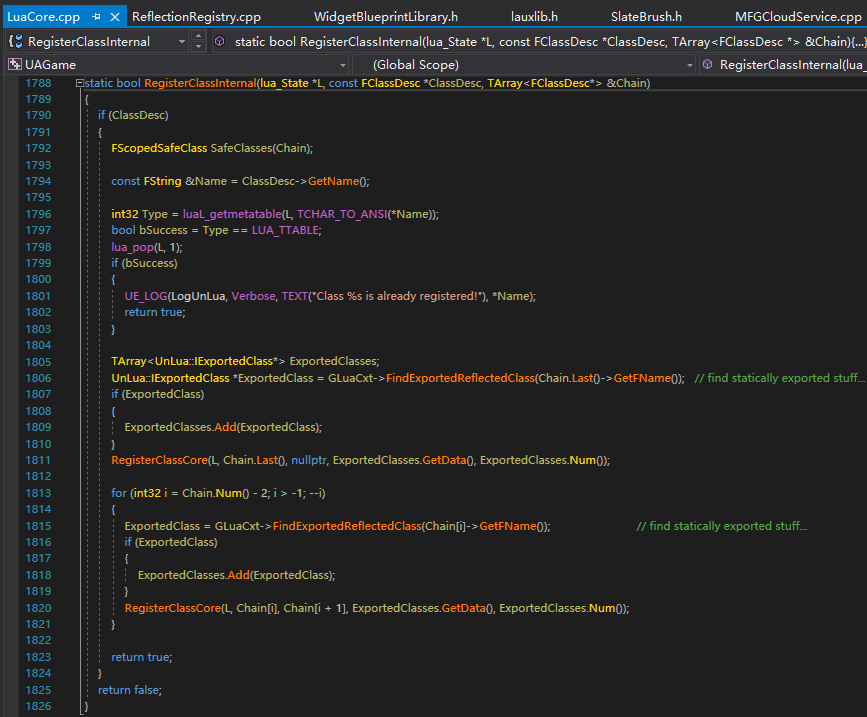 LuaCore.cpp
ReflectionRegistry.cpp
WidgetBlueprintLibrary.h
lauxlib.h
SlateBrush.h
MFGCloudService.cpp
RegisterClassInternal
static bool RegisterClassInternal(lua_State *L, const FClassDesc *ClassDesc, TArray<FClassDesc *> &Chain){...}
UAGame
(Global Scope)
RegisterClassInternal(lua_
1788 static bool RegisterClassInternal(lua_State *L, const FClassDesc *ClassDesc, TArray<FClassDesc*> &Chain)
1789 {
1790 if (ClassDesc)
1791 {
1792 FScopedSafeClass SafeClasses(Chain);
1793
1794 const FString &Name = ClassDesc->GetName();
1795
1796 int32 Type = luaL_getmetatable(L, TCHAR_TO_ANSI(*Name));
1797 bool bSuccess = Type == LUA_TTABLE;
1798 lua_pop(L, 1);
1799 if (bSuccess)
1800 {
1801 UE_LOG(LogUnLua, Verbose, TEXT("Class %s is already registered!"), *Name);
1802 return true;
1803 }
1804
1805 TArray<UnLua::IExportedClass*> ExportedClasses;
1806 UnLua::IExportedClass *ExportedClass = GLuaCxt->FindExportedReflectedClass(Chain.Last()->GetFName()); // find statically exported stuff...
1807 if (ExportedClass)
1808 {
1809 ExportedClasses.Add(ExportedClass);
1810 }
1811 RegisterClassCore(L, Chain.Last(), nullptr, ExportedClasses.GetData(), ExportedClasses.Num());
1812
1813 for (int32 i = Chain.Num() - 2; i > -1; --i)
1814 {
1815 ExportedClass = GLuaCxt->FindExportedReflectedClass(Chain[i]->GetFName()); // find statically exported stuff...
1816 if (ExportedClass)
1817 {
1818 ExportedClasses.Add(ExportedClass);
1819 }
1820 RegisterClassCore(L, Chain[i], Chain[i + 1], ExportedClasses.GetData(), ExportedClasses.Num());
1821 }
1822
1823 return true;
1824 }
1825 return false;
1826 }